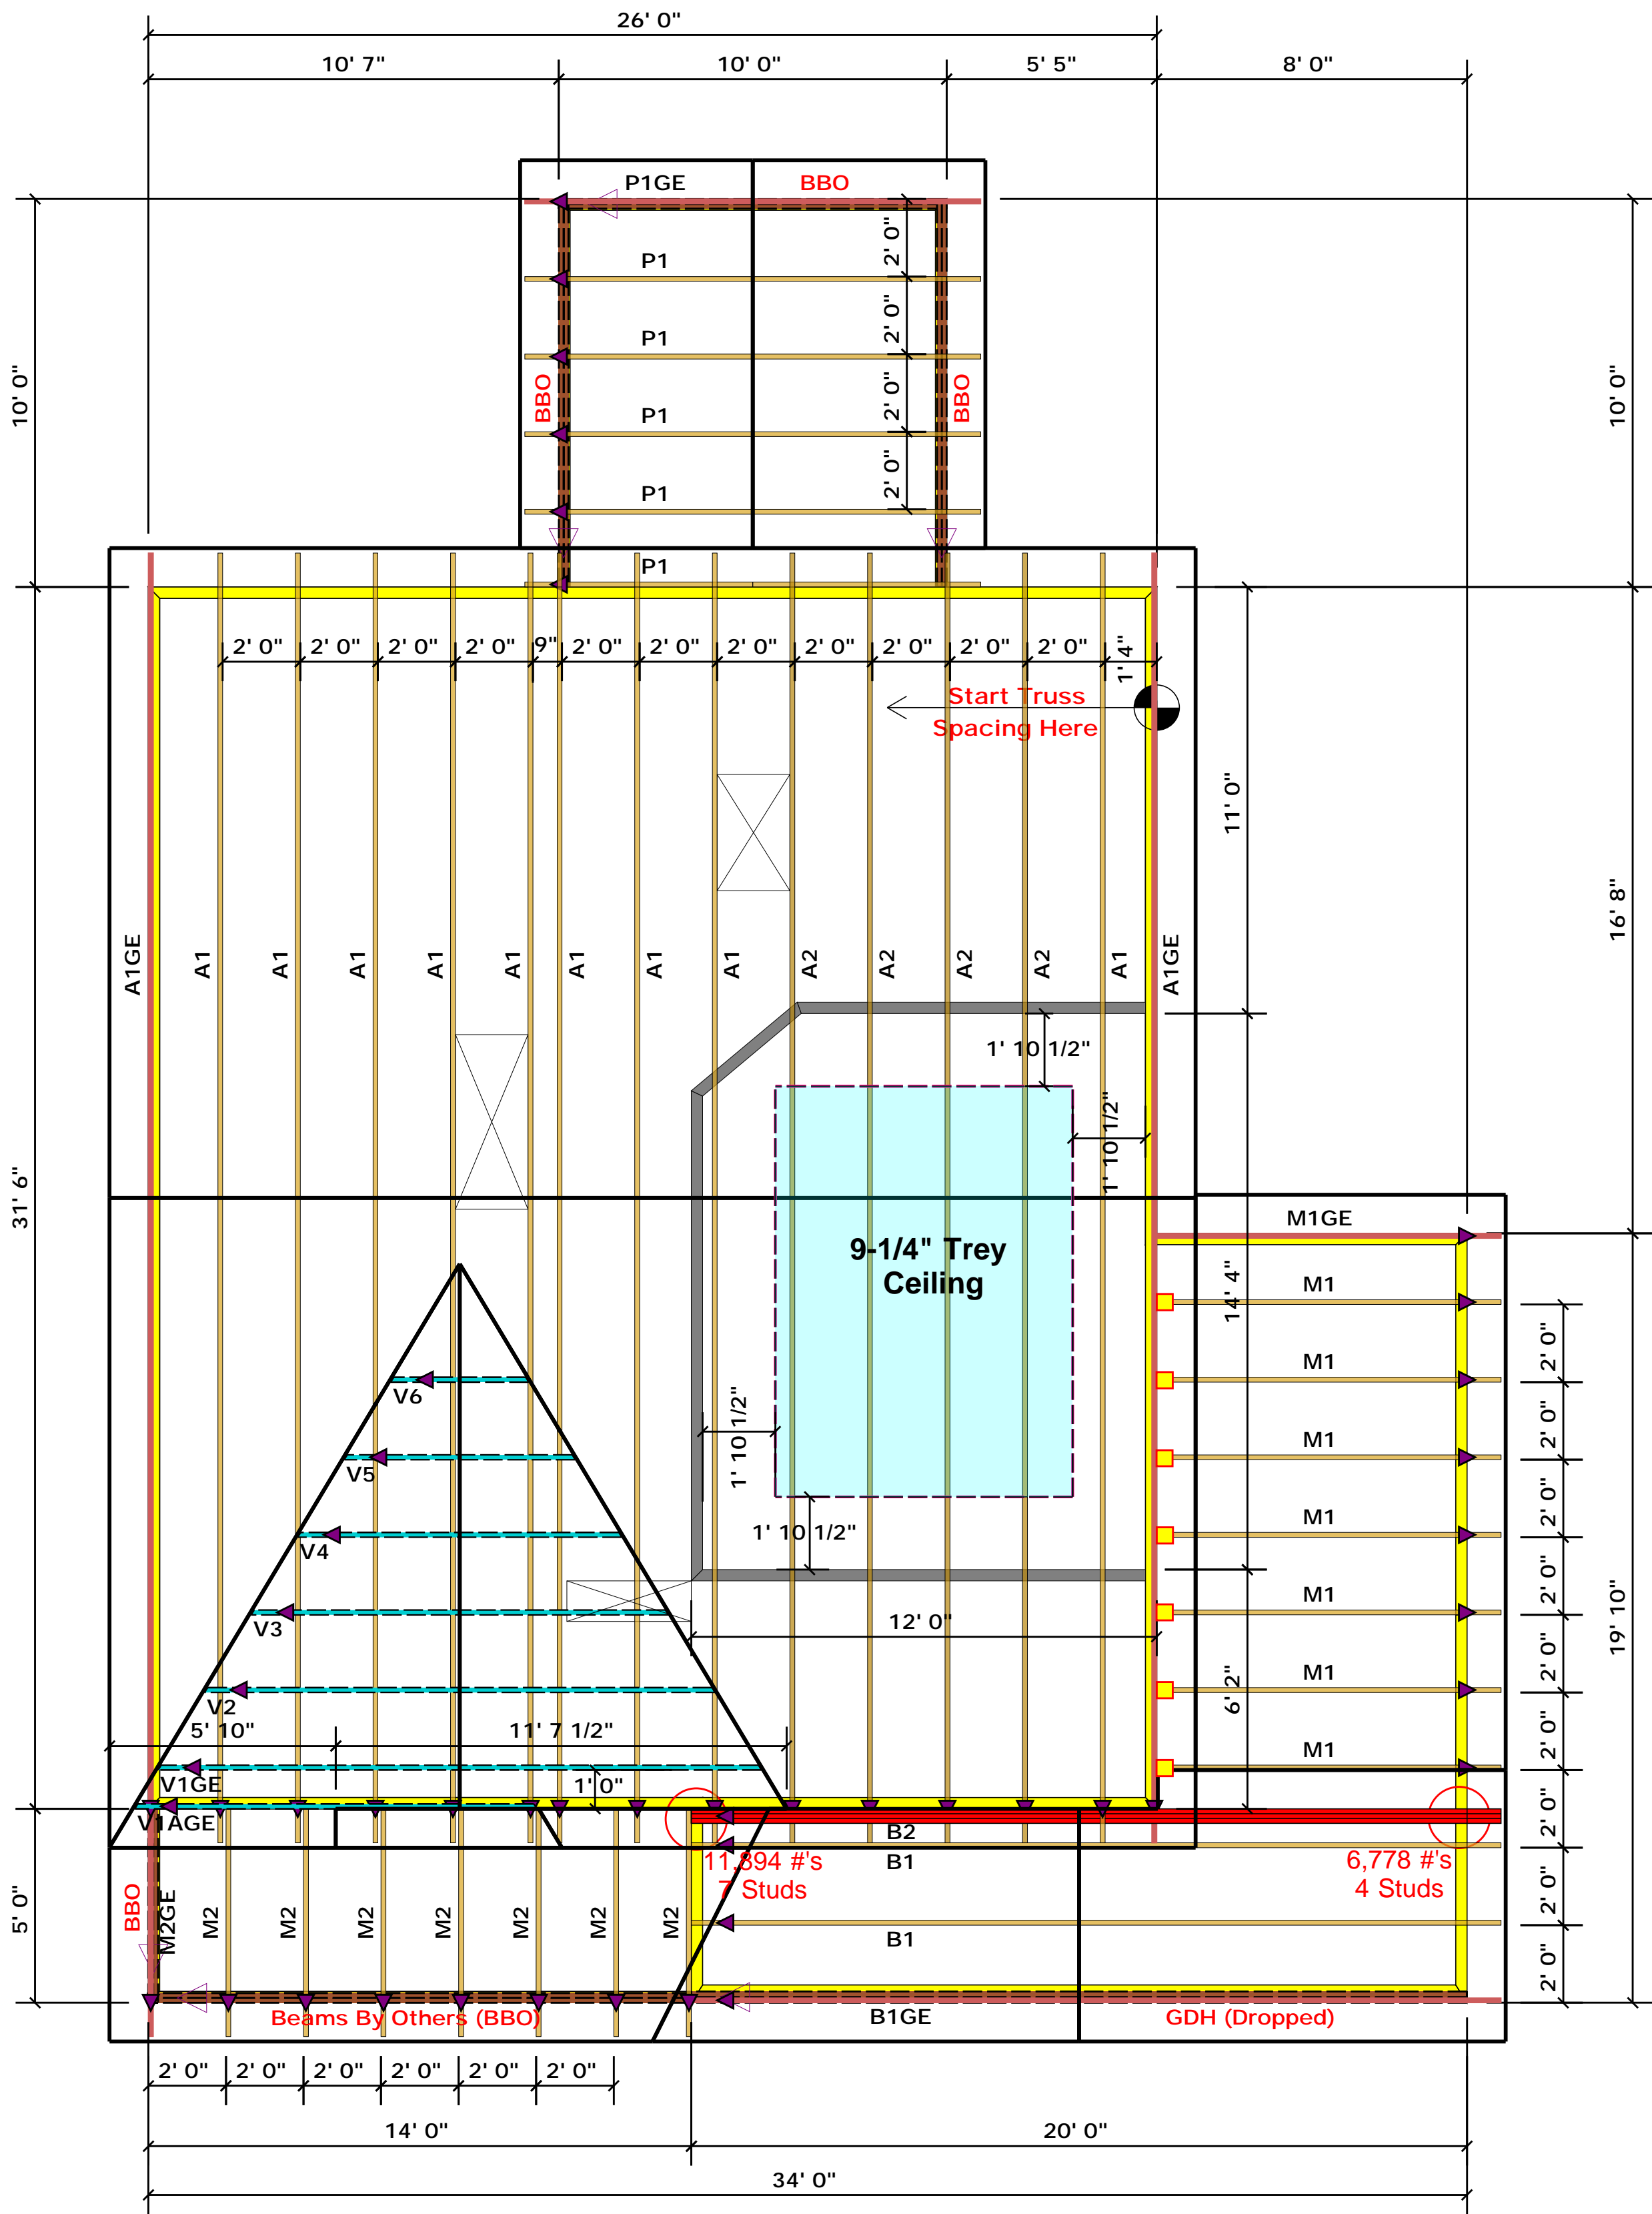 26' 0"
10' 7"
10' 0"
5' 5"
8' 0"
P1GE
BBO
2' 0"
P1
2' 0"
P1
10' 0"
BBO
2' 0"
BBO
10' 0"
P1
2' 0"
P1
P1
2' 0"
2' 0"
2' 0"
2' 0"
9"
2' 0"
2' 0"
2' 0"
2' 0"
2' 0"
2' 0"
2' 0"
1' 4"
Start Truss
Spacing Here
11' 0"
16' 8"
A1GE
A1
A1
A1
A1
A1
A1
A1
A1
A2
A2
A2
A2
A1
A1GE
1' 10 1/2"
1' 10 1/2"
31' 6"
M1GE
9-1/4" Trey
Ceiling
14' 4"
M1
2' 0"
M1
V6
2' 0"
M1
1' 10 1/2"
V5
2' 0"
M1
1' 10 1/2"
V4
2' 0"
M1
12' 0"
V3
19' 10"
2' 0"
M1
6' 2"
V2
5' 10"
11' 7 1/2"
2' 0"
M1
V1GE
1' 0"
2' 0"
V1AGE
B2
B1
11,894 #'s
7 Studs
6,778 #'s
4 Studs
5' 0"
BBO
M2GE
M2
M2
M2
M2
M2
M2
M2
2' 0"
B1
2' 0"
Beams By Others (BBO)
B1GE
GDH (Dropped)
2' 0"
2' 0"
2' 0"
2' 0"
2' 0"
2' 0"
14' 0"
20' 0"
34' 0"